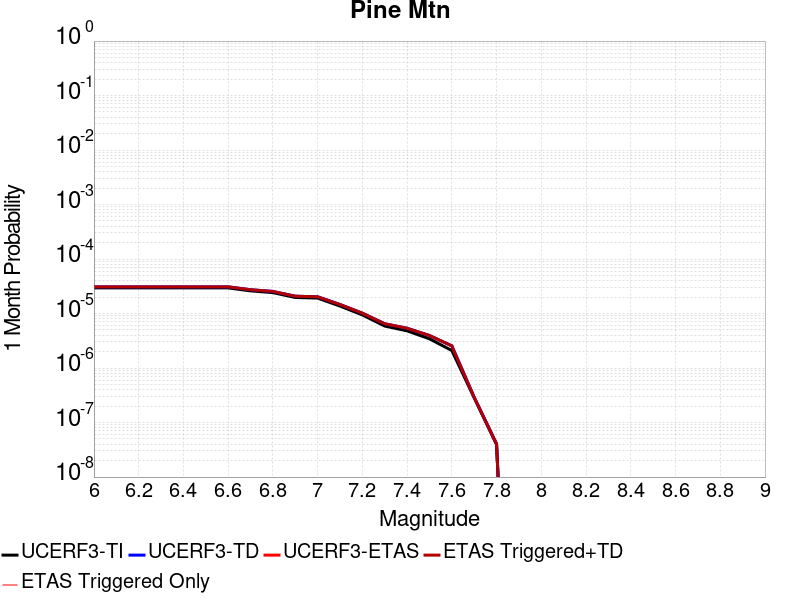 Pine Mtn
10^0
10^-1
10^-2
10^-3
10^-4
10^-5
10^-6
10^-7
10^-8
1 Month Probability
6 6.2 6.4 6.6 6.8 7 7.2 7.4 7.6 7.8 8 8.2 8.4 8.6 8.8 9
Magnitude
UCERF3-TI UCERF3-TD UCERF3-ETAS ETAS Triggered+TD
ETAS Triggered Only